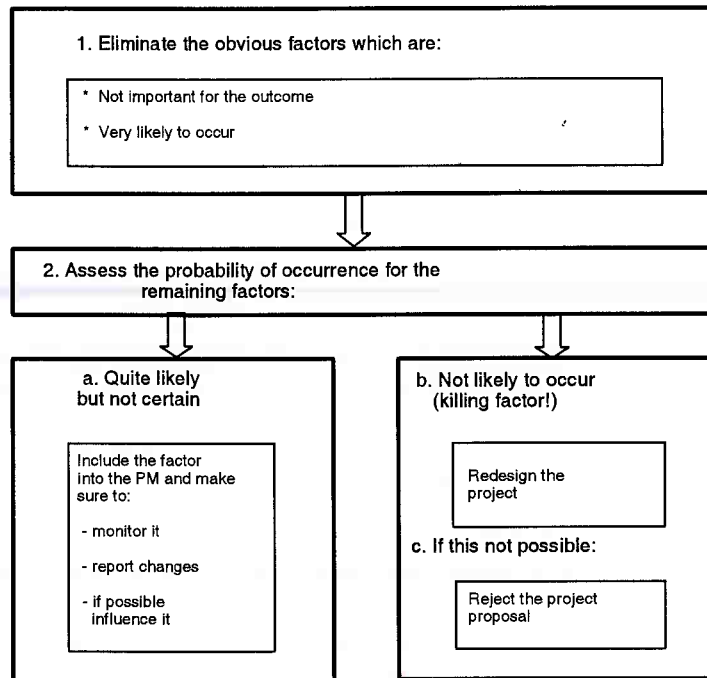 1. Eliminate the obvious factors which are:
* Not important for the outcome
* Very likely to occur
2. Assess the probability of occurrence for the
remaining factors:
a. Quite likely
but not certain
Include the factor
into the PM and make
sure to:
- monitor it
- report changes
- if possible
influence it
b. Not likely to occur
(killing factor!)
Redesign the
project
c. If this not possible:
Reject the project
proposal